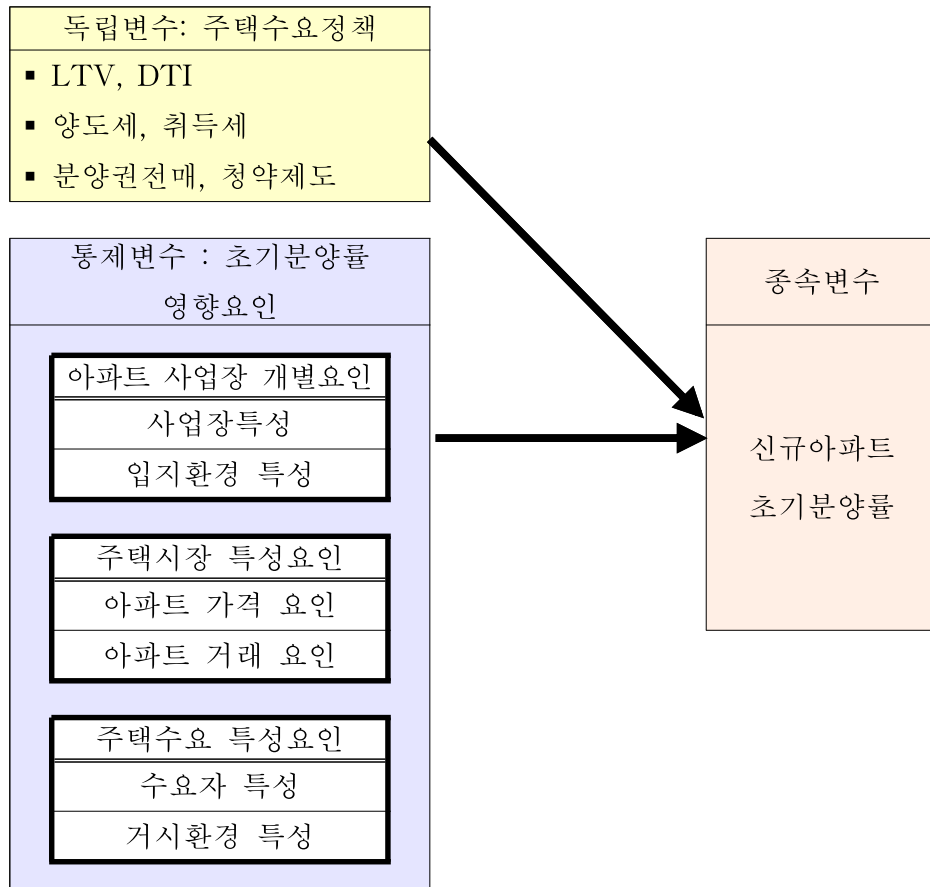 독립변수: 주택수요정책
▪ LTV, DTI
▪ 양도세, 취득세
▪ 분양권전매, 청약제도
통제변수 : 초기분양률
영향요인
아파트 사업장 개별요인
사업장특성
입지환경 특성
주택시장 특성요인
아파트 가격 요인
아파트 거래 요인
주택수요 특성요인
수요자 특성
거시환경 특성
종속변수
신규아파트
초기분양률